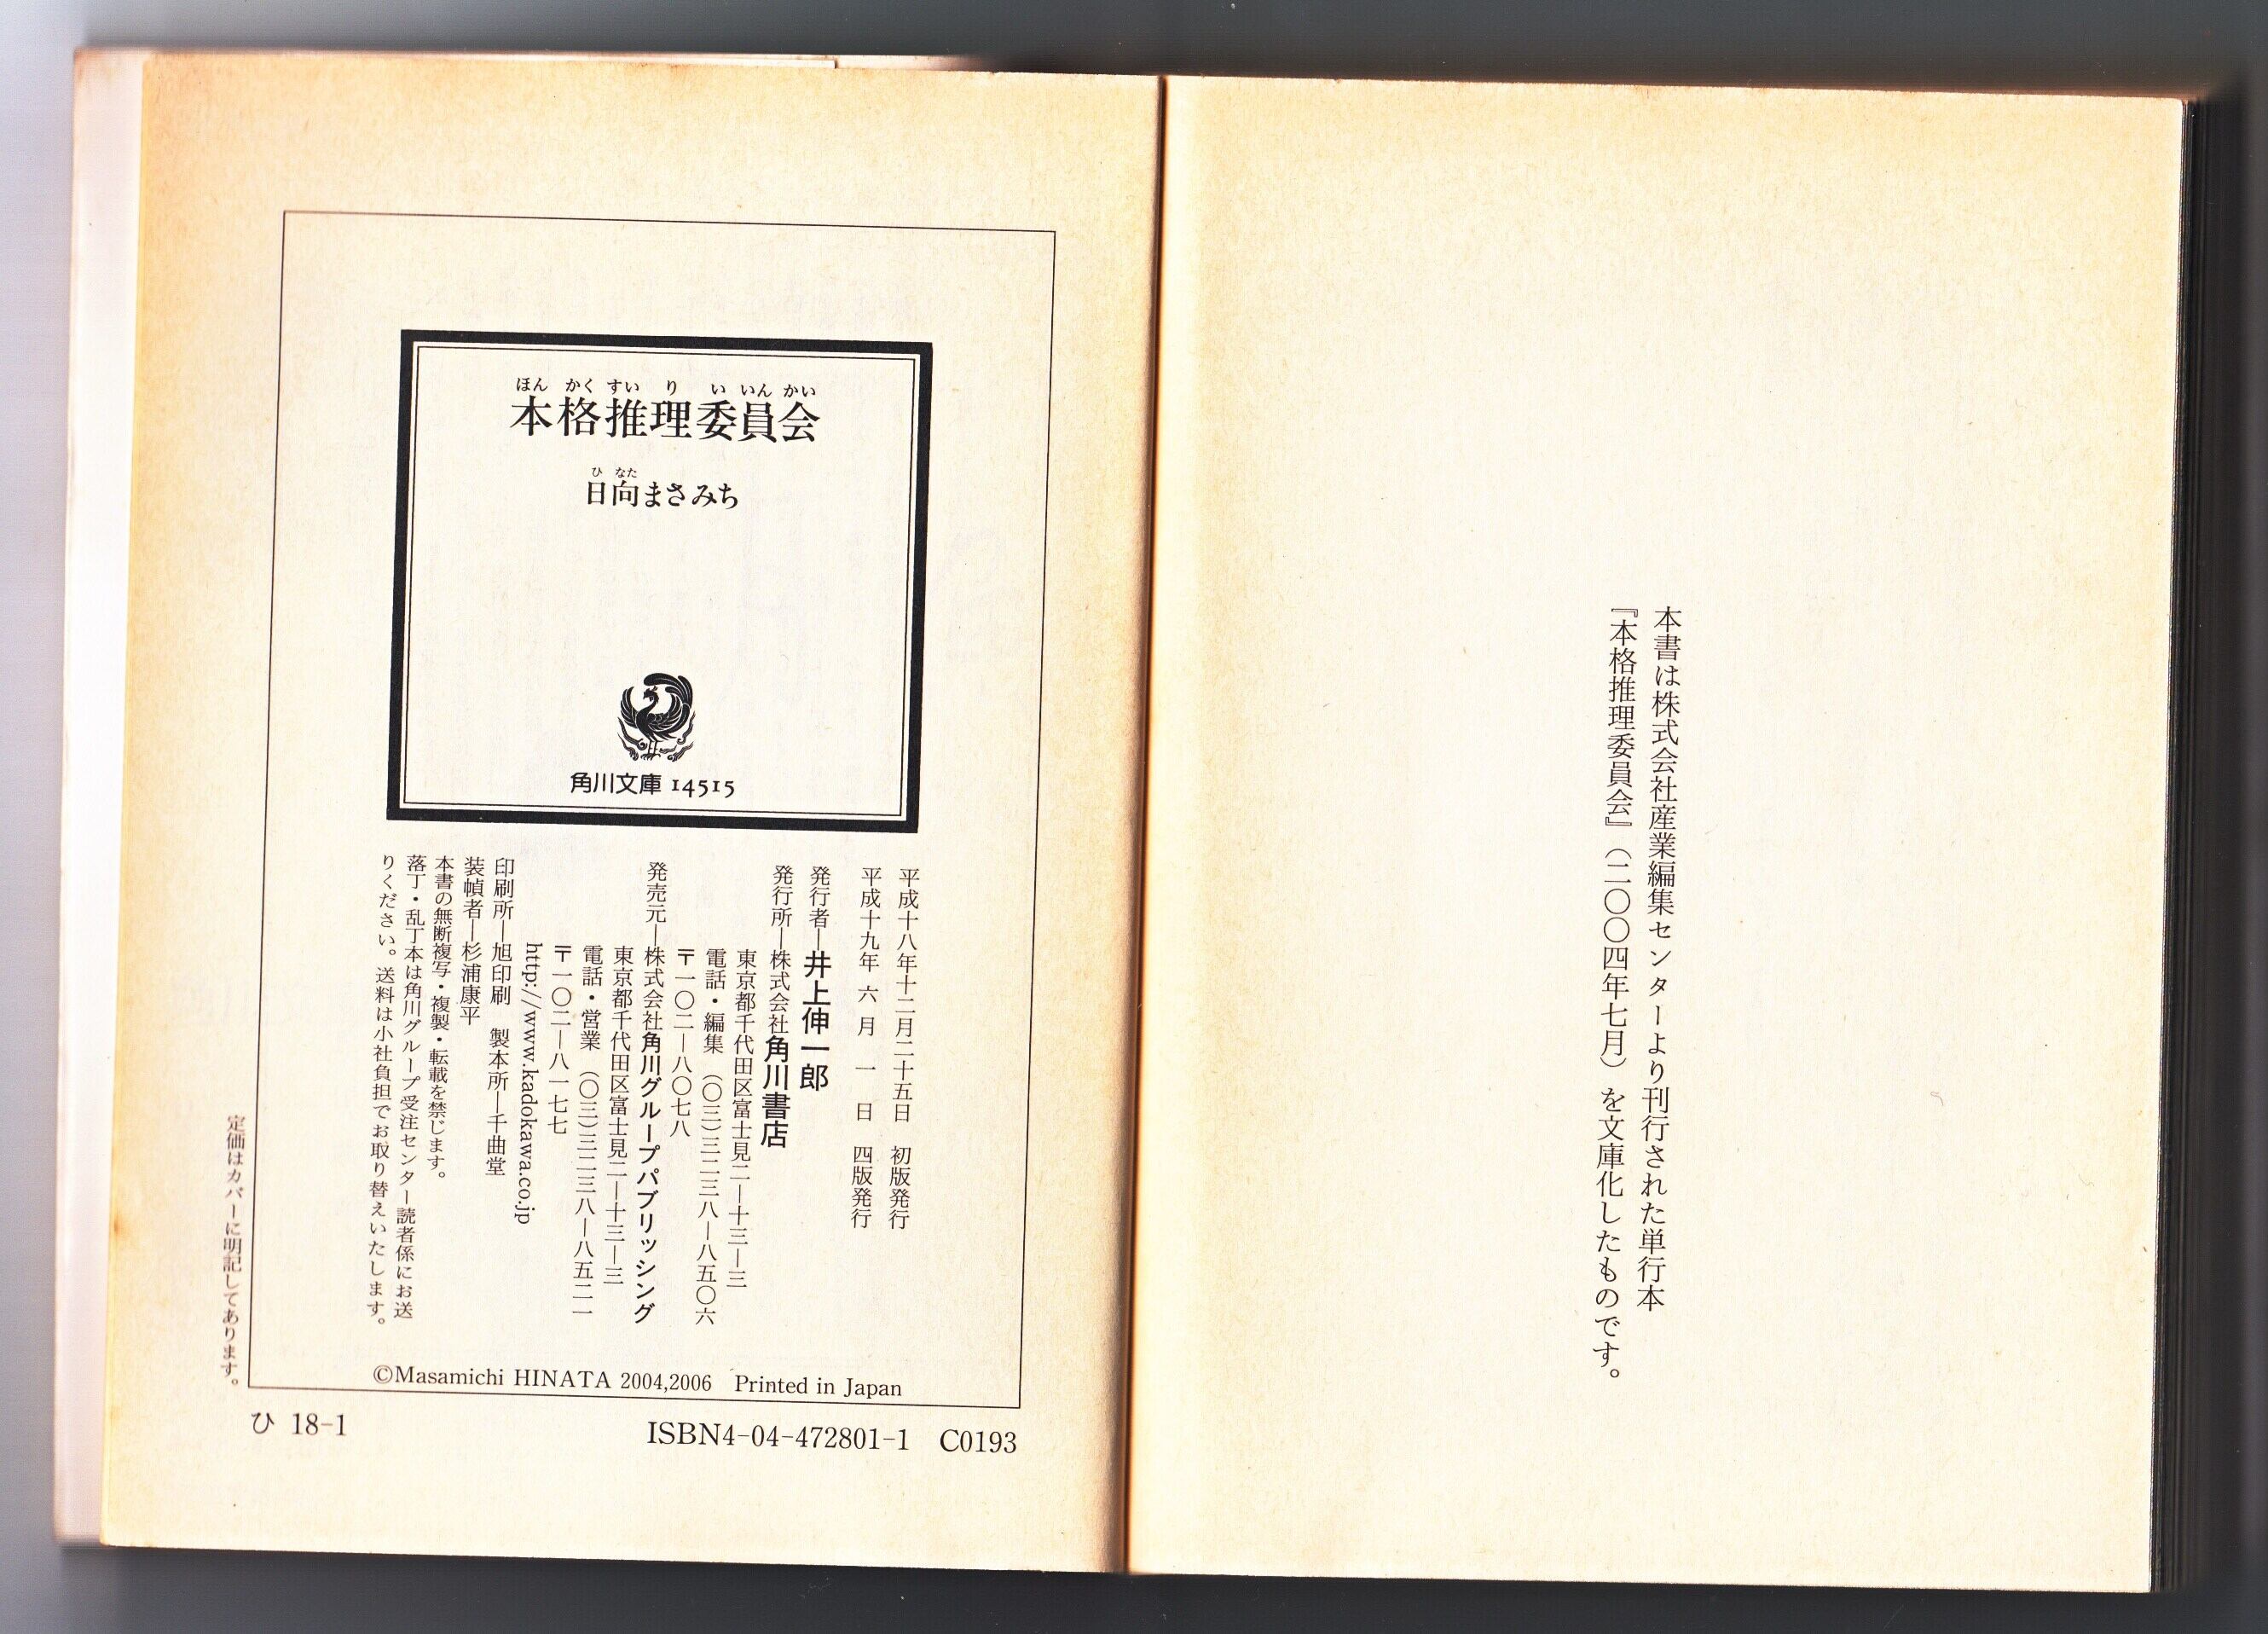 本書は株式会社産業編集センターより刊行された単行本
『本格推理委員会』（二〇〇四年七月）を文庫化したものです。
ほん かく すい り い いん かい
本格推理委員会
ひ なた
日向まさみち
角川文庫 14515
平成十八年十二月二十五日 初版発行
平成十九年 六 月 一 日 四版発行
発行者―井上伸一郎
発行所―株式会社角川書店
東京都千代田区富士見二―十三―三
電話・編集（〇三）三二三八―八五〇六
〒一〇二―八〇七八
発売元―株式会社角川グループパブリッシング
東京都千代田区富士見二―十三―三
電話・営業（〇三）三二三八―八五二一
〒一〇二―八一七七
http://www.kadokawa.co.jp
印刷所―旭印刷 製本所―千曲堂
装幀者―杉浦康平
本書の無断複写・複製・転載を禁じます。
落丁・乱丁本は角川グループ受注センター読者係にお送
りください。送料は小社負担でお取り替えいたします。
定価はカバーに明記してあります。
©Masamichi HINATA 2004,2006 Printed in Japan
ひ 18-1
ISBN4-04-472801-1 C0193